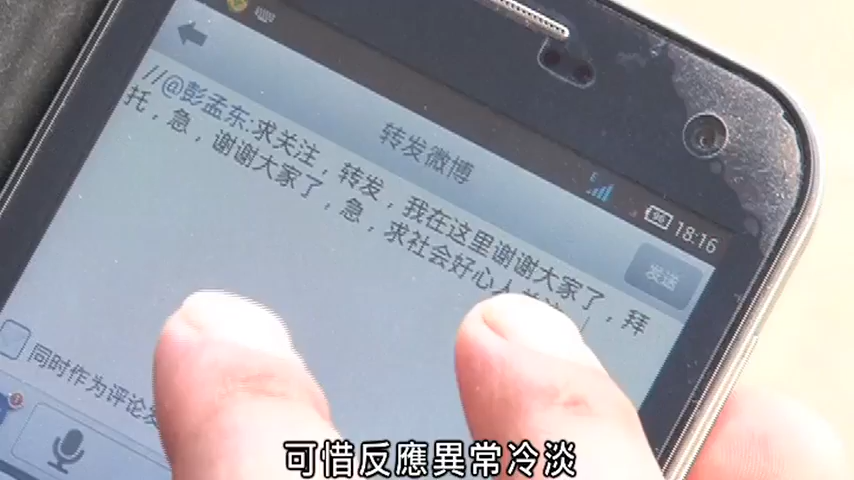 18:16
转发微博
发送
//@彭孟东:求关注，转发，我在这里谢谢大家了，拜
托，急，谢谢大家了，急，求社会好心人
同时作为评论发
可惜反應異常冷淡